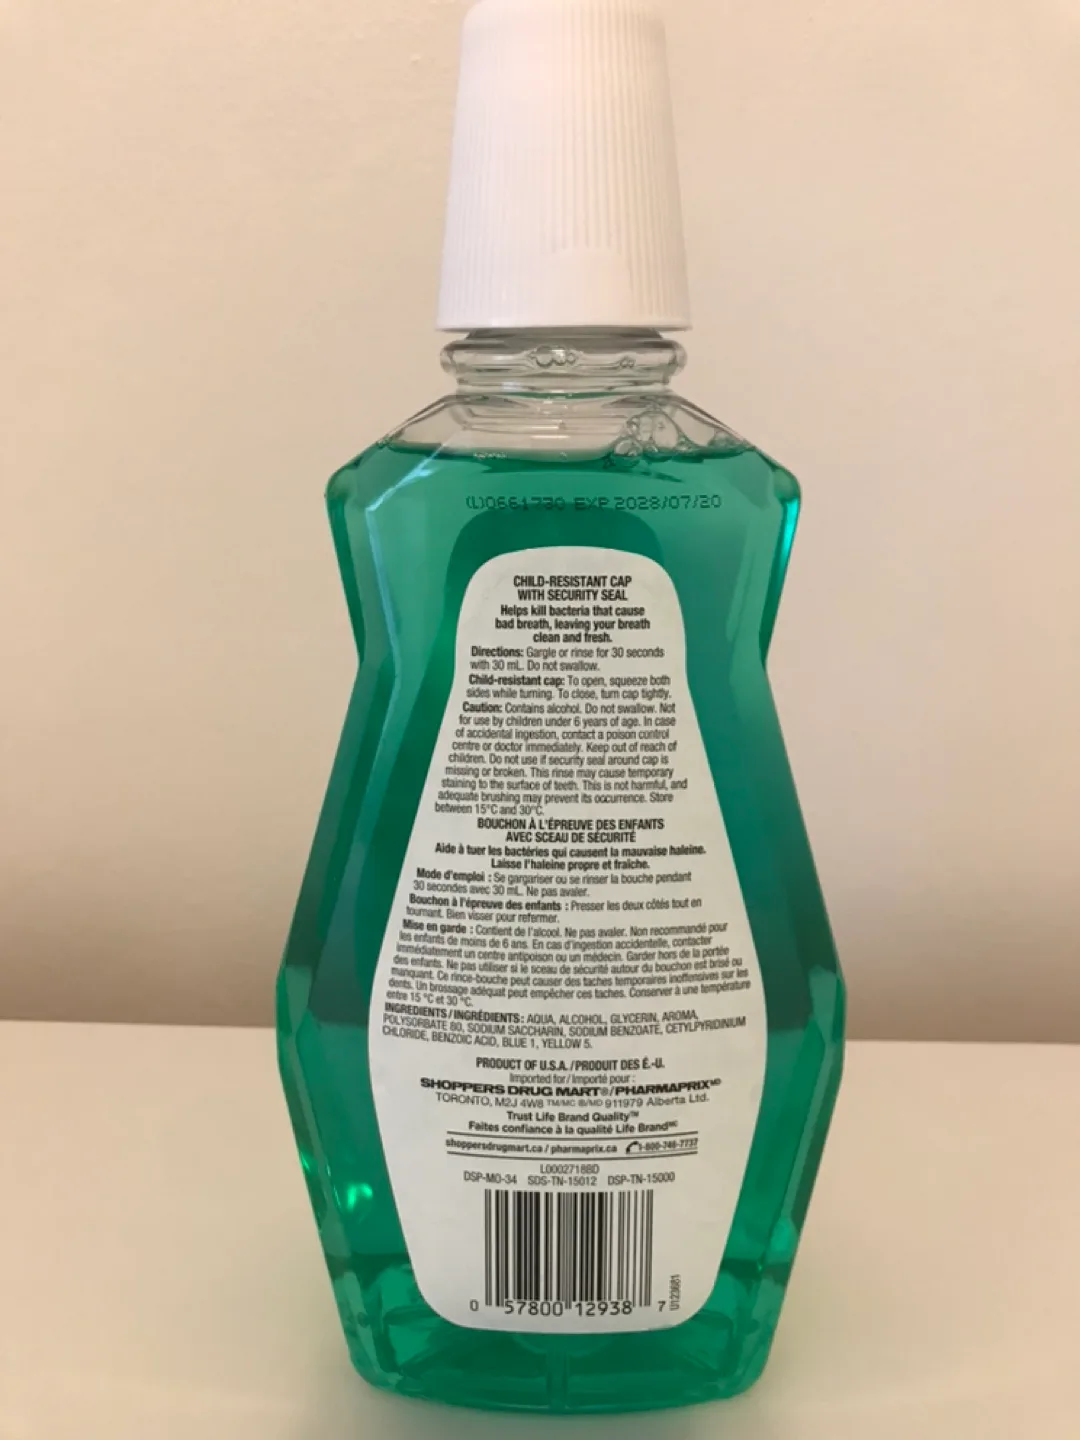 (L)0661730 EXP 2028/07/20
CHILD-RESISTANT CAP
WITH SECURITY SEAL
Helps kill bacteria that cause
bad breath, leaving your breath
clean and fresh.
Directions: Gargle or rinse for 30 seconds
with 30 mL. Do not swallow.
Child-resistant cap: To open, squeeze both
sides while turning. To close, turn cap tightly.
Caution: Contains alcohol. Do not swallow. Not
for use by children under 6 years of age. In case
of accidental ingestion, contact a poison control
centre or doctor immediately. Keep out of reach of
children. Do not use if security seal around cap is
missing or broken. This rinse may cause temporary
staining to the surface of teeth. This is not harmful, and
adequate brushing may prevent its occurrence. Store
between 15°C and 30°C.
BOUCHON À L'ÉPREUVE DES ENFANTS
AVEC SCEAU DE SÉCURITÉ
Aide à tuer les bactéries qui causent la mauvaise haleine.
Laisse l'haleine propre et fraîche.
Mode d'emploi : Se gargariser ou se rincer la bouche pendant
30 secondes avec 30 mL. Ne pas avaler.
Bouchon à l'épreuve des enfants : Presser les deux côtés tout en
tournant. Bien visser pour refermer.
Mise en garde : Contient de l'alcool. Ne pas avaler. Non recommandé pour
les enfants de moins de 6 ans. En cas d'ingestion accidentelle, contacter
immédiatement un centre antipoison ou un médecin. Garder hors de la portée
des enfants. Ne pas utiliser si le sceau de sécurité autour du bouchon est brisé ou
manquant. Ce rince-bouche peut causer des taches temporaires inoffensives sur les
dents. Un brossage adéquat peut empêcher ces taches. Conserver à une température
entre 15 °C et 30 °C.
INGREDIENTS / INGRÉDIENTS : AQUA, ALCOHOL, GLYCERIN, AROMA,
POLYSORBATE 80, SODIUM SACCHARIN, SODIUM BENZOATE, CETYLPYRIDINIUM
CHLORIDE, BENZOIC ACID, BLUE 1, YELLOW 5.
PRODUCT OF U.S.A. / PRODUIT DES É.-U.
Imported for / Importé pour :
SHOPPERS DRUG MART®/PHARMAPRIX MD
TORONTO, M2J 4W8 TM/MC ®/MD 911979 Alberta Ltd.
Trust Life Brand Quality™
Faites confiance à la qualité Life Brand MC
shoppersdrugmart.ca / pharmaprix.ca 1-800-746-7737
L0002718BD
DSP-MO-34 SDS-TN-15012 DSP-TN-15000
0 57800 12938 7
U123681